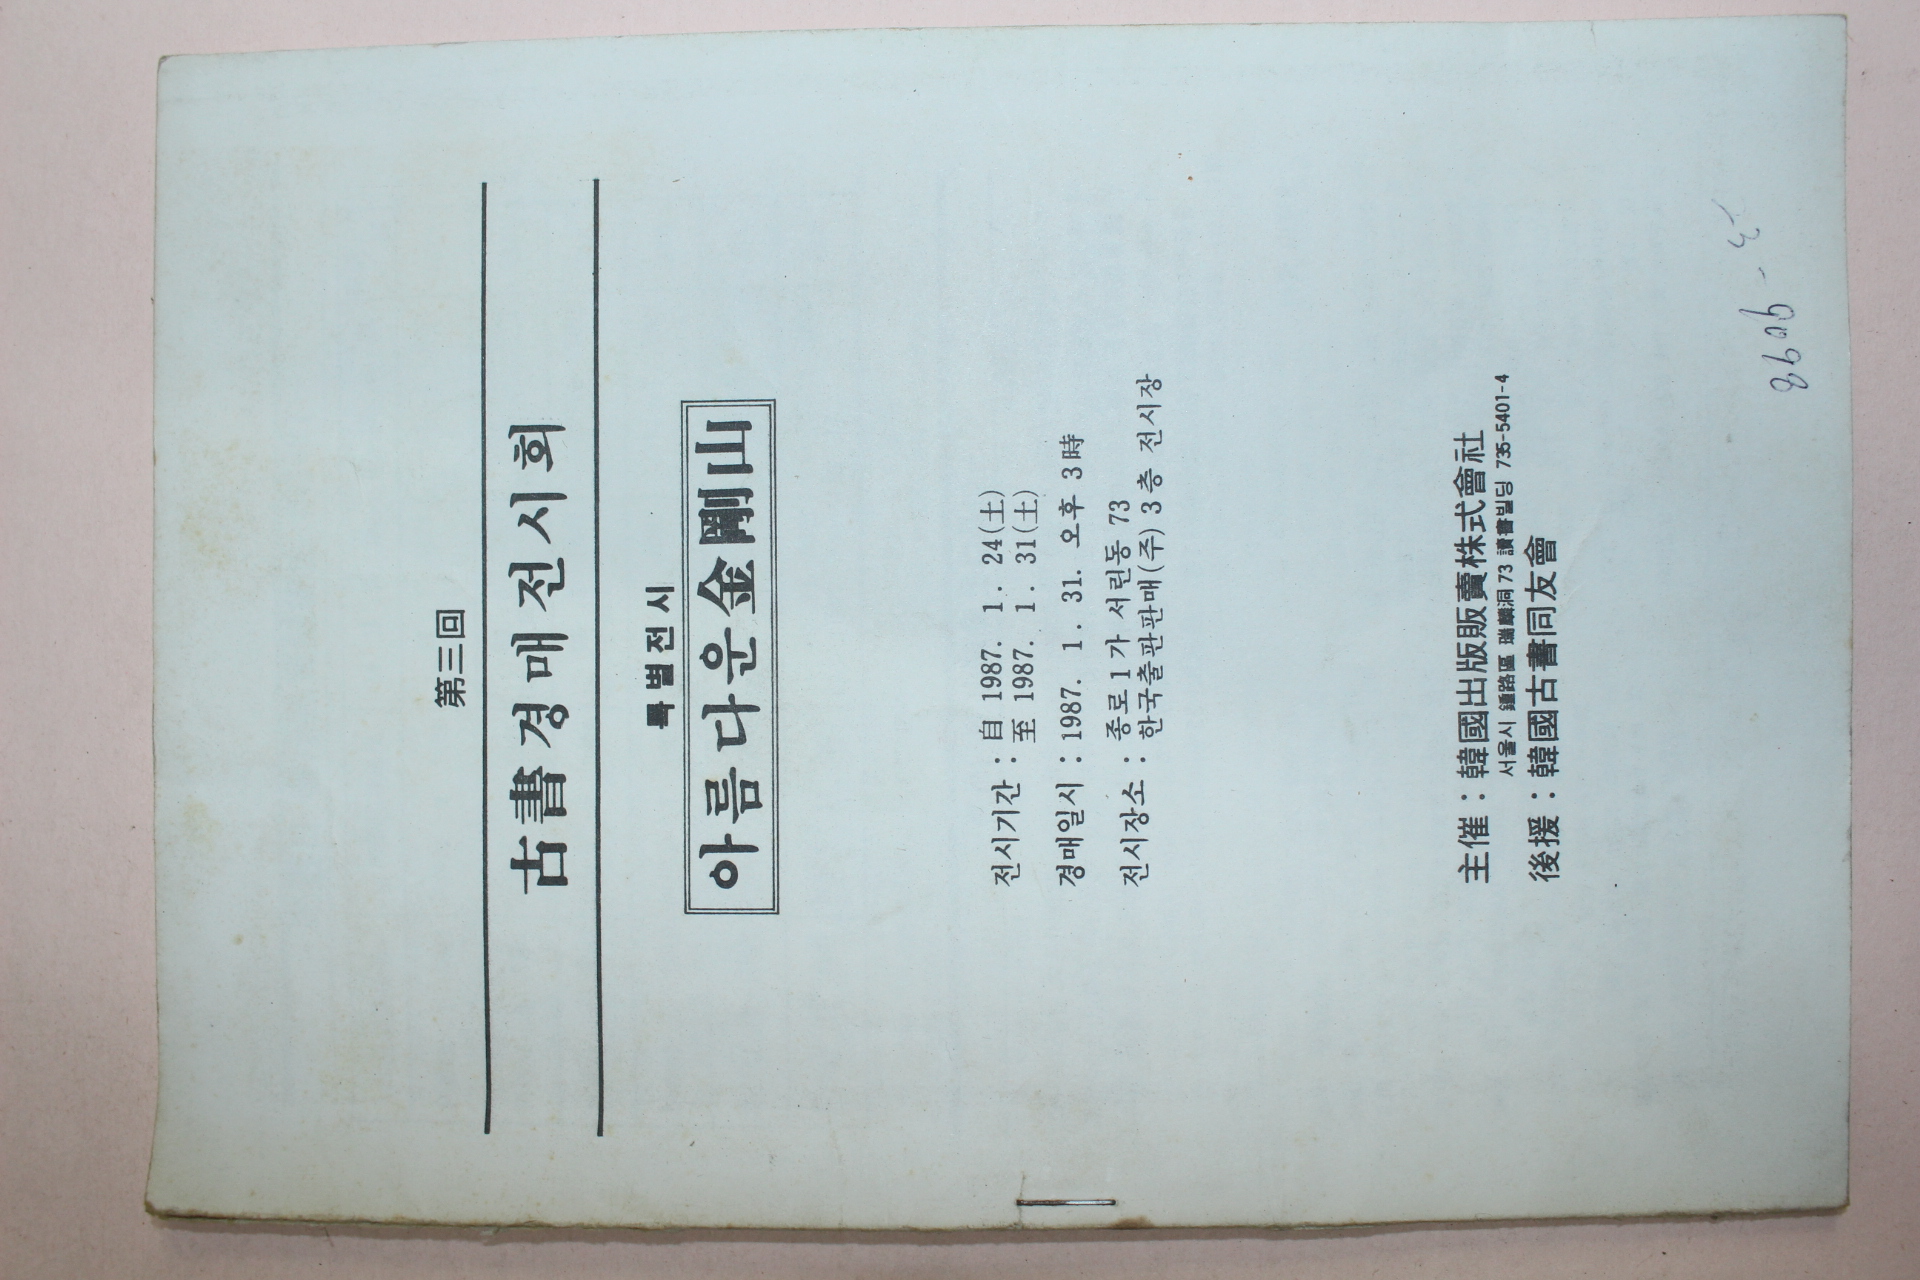 第三回
古書경매전시회
특별전시
아름다운金剛山
전시기간 : 自 1987. 1. 24(土)
至 1987. 1. 31(土)
경매일시 : 1987. 1. 31. 오후 3時
전시장소 : 종로1가 서린동 73
한국출판판매(주) 3층 전시장
主催 : 韓國出版販賣株式會社
서울시 鍾路區 瑞麟洞 73 讀書빌딩 735-5401-4
後援 : 韓國古書同友會